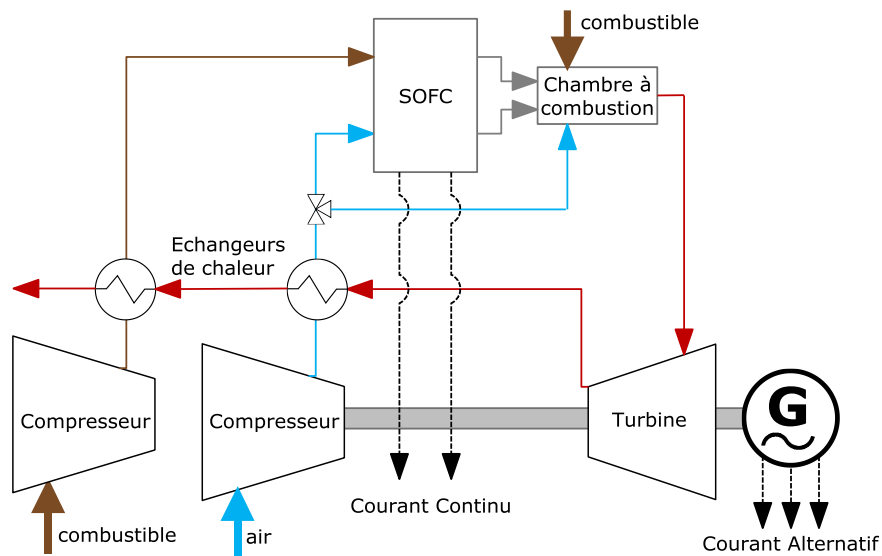 combustible
SOFC
Chambre à
combustion
Echangeurs
de chaleur
Compresseur
Compresseur
Turbine
G
Courant Continu
combustible
air
Courant Alternatif